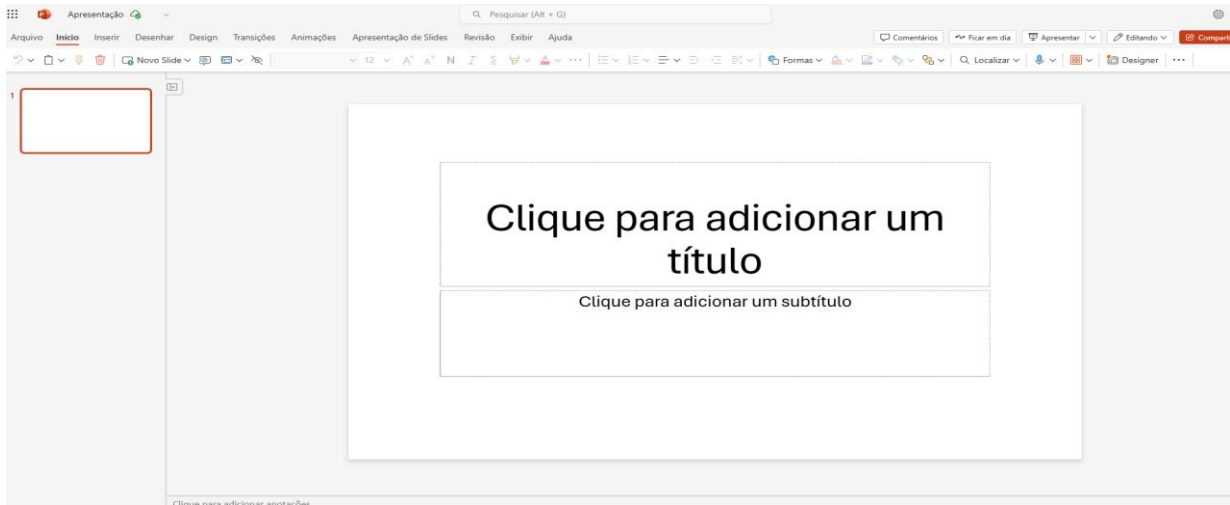 Apresentação
Pesquisar (Alt + G)
Arquivo Início Inserir Desenhar Design Transições Animações Apresentação de Slides Revisão Exibir Ajuda
Comentários Ficar em dia Apresentar Editando Comparti
Novo Slide 12 A A N I S A Formas Localizar Designer
1
Clique para adicionar um
título
Clique para adicionar um subtítulo
Clique para adicionar anotações